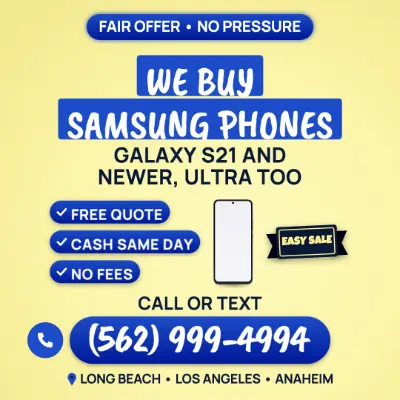 FAIR OFFER • NO PRESSURE
WE BUY
SAMSUNG PHONES
GALAXY S21 AND
NEWER, ULTRA TOO
FREE QUOTE
CASH SAME DAY
NO FEES
EASY SALE
CALL OR TEXT
(562) 999-4994
LONG BEACH • LOS ANGELES • ANAHEIM